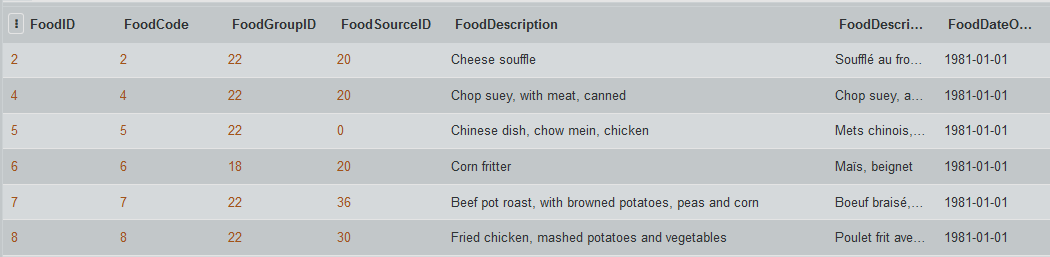 FoodID FoodCode FoodGroupID FoodSourceID FoodDescription FoodDescri... FoodDateO...
2 2 22 20 Cheese souffle Soufflé au fro... 1981-01-01
4 4 22 20 Chop suey, with meat, canned Chop suey, a... 1981-01-01
5 5 22 0 Chinese dish, chow mein, chicken Mets chinois,... 1981-01-01
6 6 18 20 Corn fritter Maïs, beignet 1981-01-01
7 7 22 36 Beef pot roast, with browned potatoes, peas and corn Boeuf braisé,... 1981-01-01
8 8 22 30 Fried chicken, mashed potatoes and vegetables Poulet frit ave... 1981-01-01